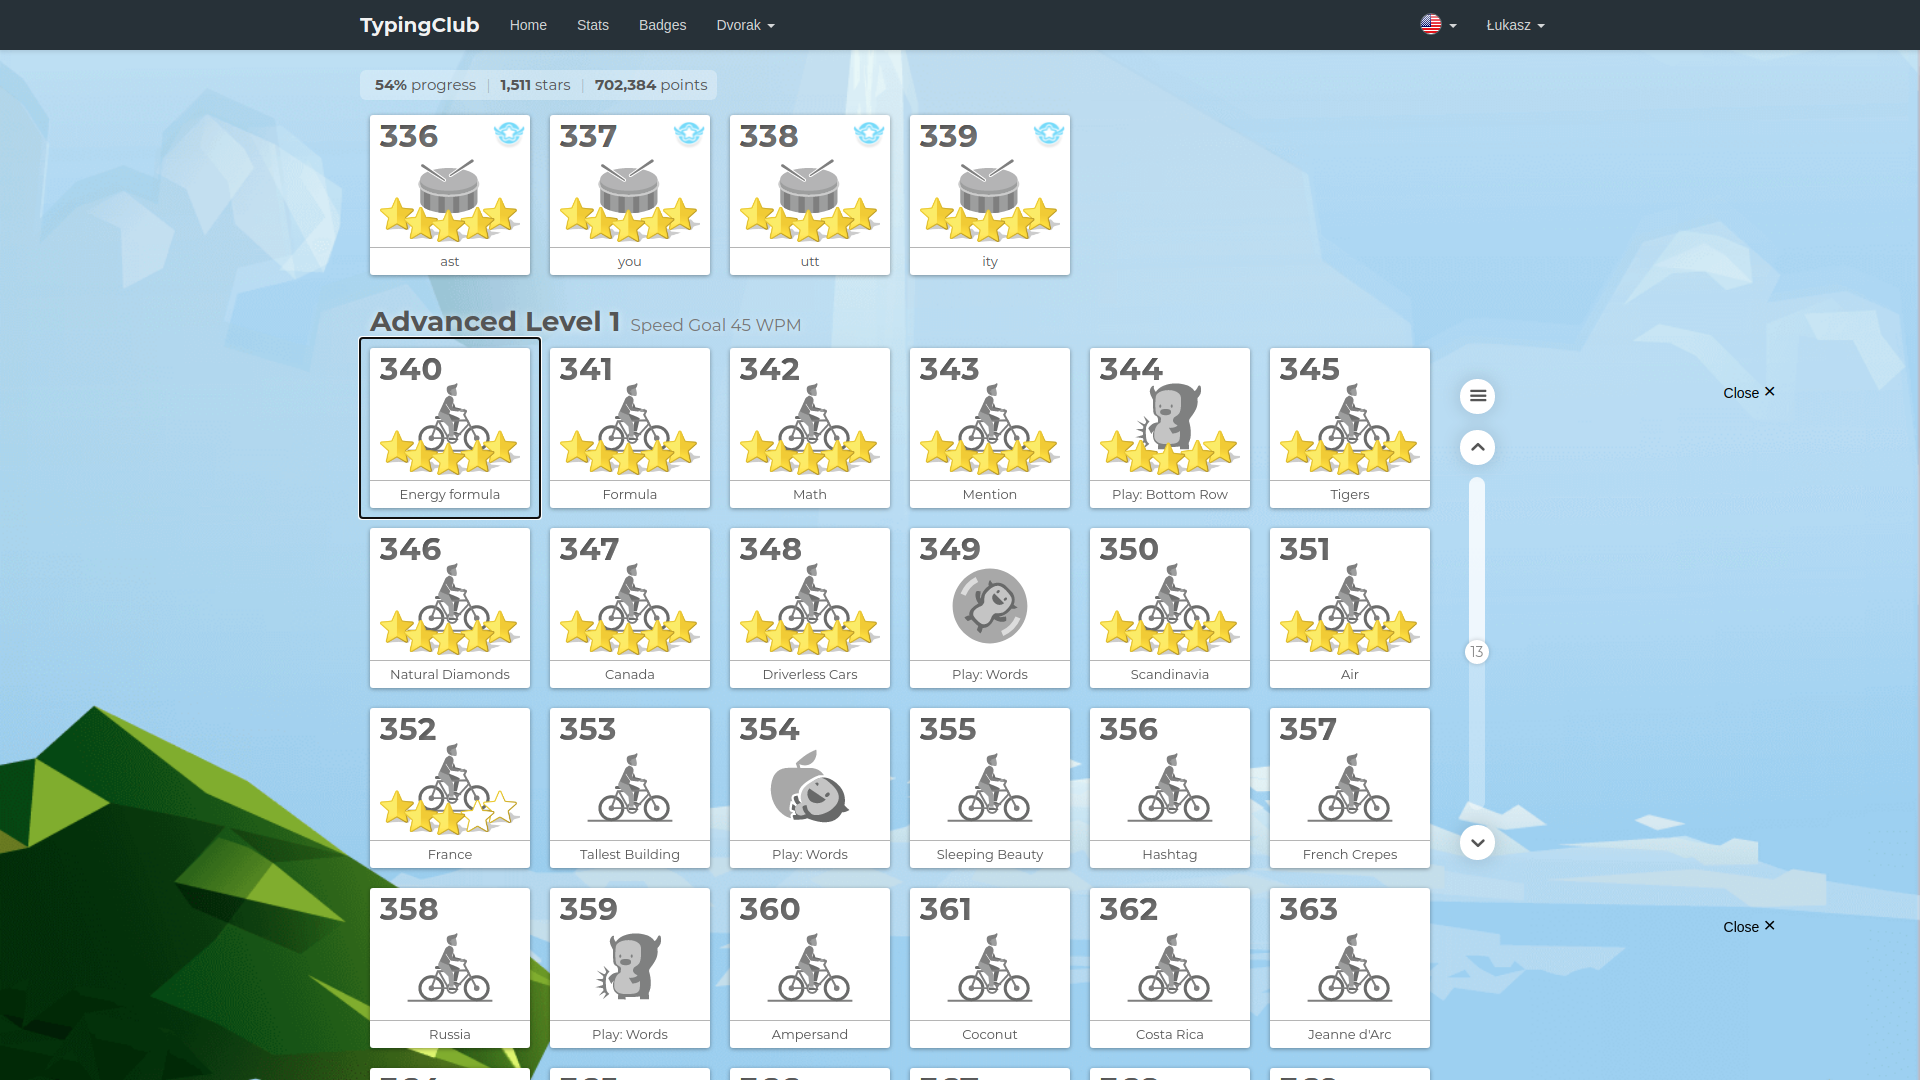 TypingClub Home Stats Badges Dvorak Łukasz
54% progress | 1,511 stars | 702,384 points
336 337 338 339
ast you utt ity
Advanced Level 1 Speed Goal 45 WPM
340 341 342 343 344 345
Energy formula Formula Math Mention Play: Bottom Row Tigers
Close ✕
346 347 348 349 350 351
Natural Diamonds Canada Driverless Cars Play: Words Scandinavia Air
13
352 353 354 355 356 357
France Tallest Building Play: Words Sleeping Beauty Hashtag French Crepes
358 359 360 361 362 363
Close ✕
Russia Play: Words Ampersand Coconut Costa Rica Jeanne d'Arc